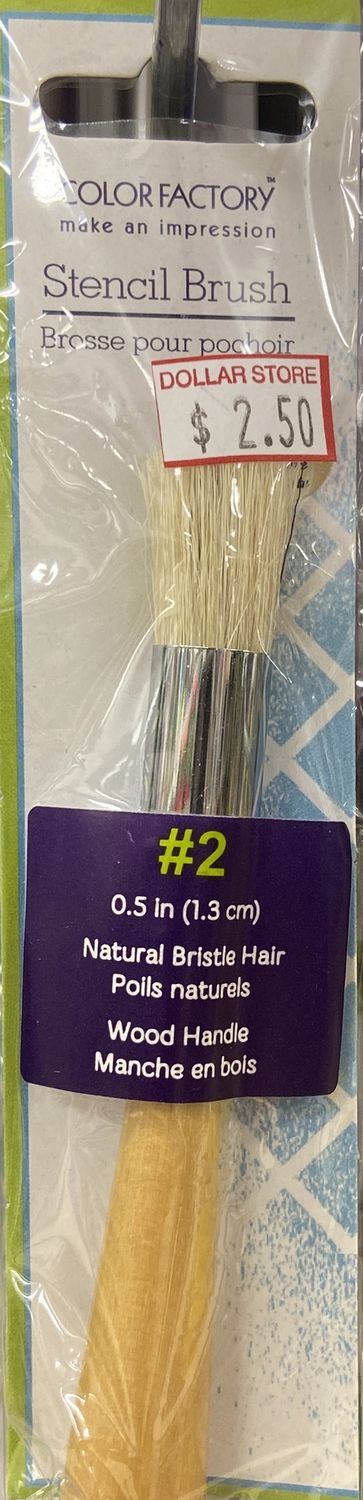 COLOR FACTORY™
make an impression
Stencil Brush
Brosse pour pochoir
DOLLAR STORE
$ 2.50
#2
0.5 in (1.3 cm)
Natural Bristle Hair
Poils naturels
Wood Handle
Manche en bois